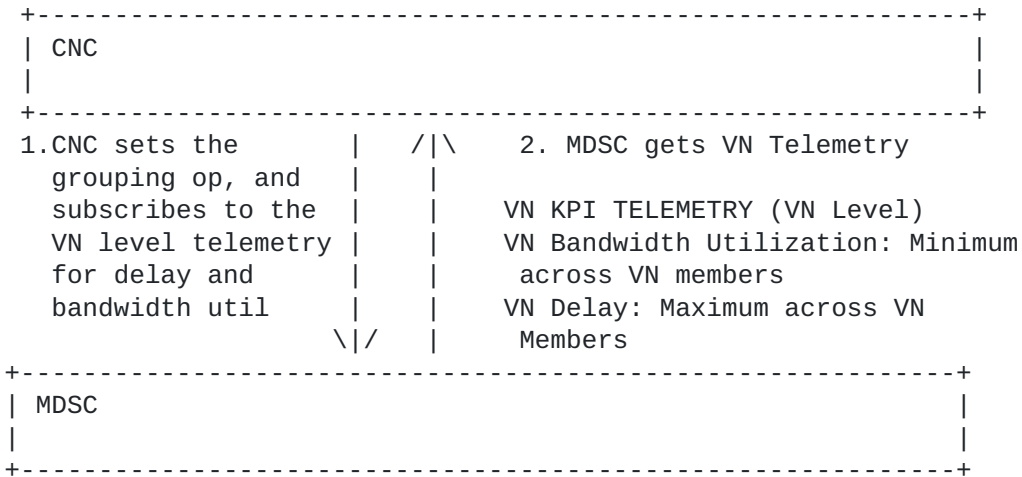 CNC
1.CNC sets the 2. MDSC gets VN Telemetry
grouping op, and
subscribes to the VN KPI TELEMETRY (VN Level)
VN level telemetry VN Bandwidth Utilization: Minimum
for delay and across VN members
bandwidth util VN Delay: Maximum across VN
Members
MDSC